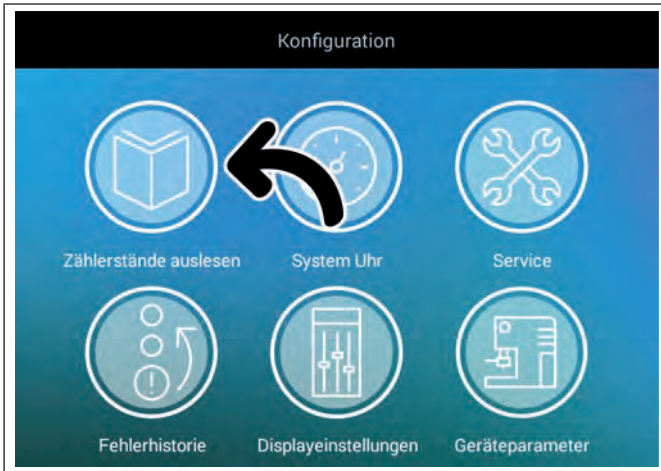 Konfiguration
Zählerstände auslesen System Uhr Service
Fehlerhistorie Displayeinstellungen Geräteparameter